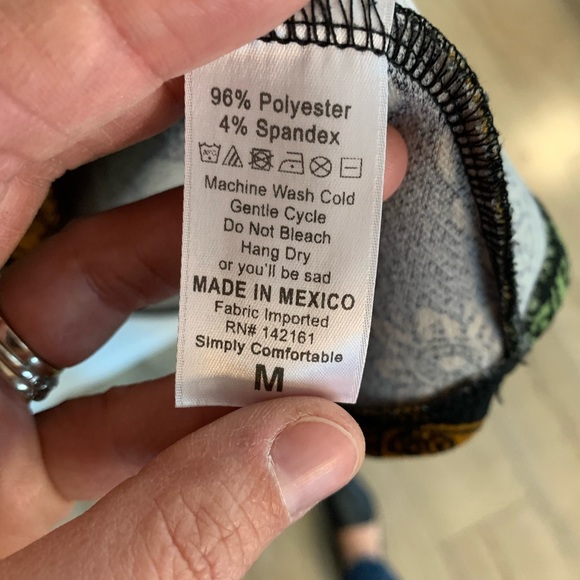 96% Polyester
4% Spandex
Machine Wash Cold
Gentle Cycle
Do Not Bleach
Hang Dry
or you'll be sad
MADE IN MEXICO
Fabric Imported
RN# 142161
Simply Comfortable
M